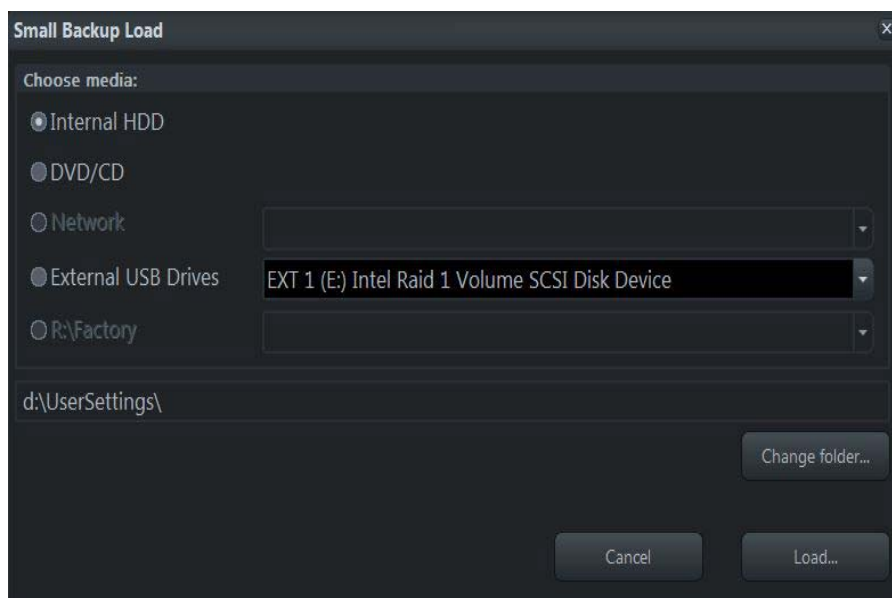 Small Backup Load
Choose media:
Internal HDD
DVD/CD
Network
External USB Drives EXT 1 (E:) Intel Raid 1 Volume SCSI Disk Device
R:\Factory
d:\UserSettings\
Change folder...
Cancel Load...